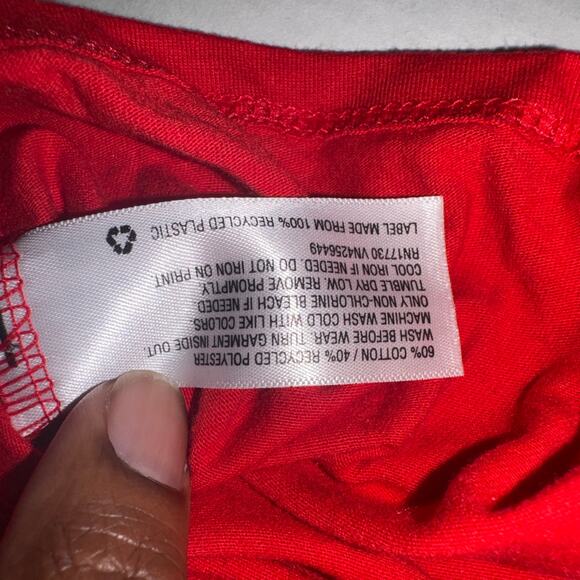 60% COTTON / 40% RECYCLED POLYESTER
WASH BEFORE WEAR. TURN GARMENT INSIDE OUT.
MACHINE WASH COLD WITH LIKE COLORS.
ONLY NON-CHLORINE BLEACH IF NEEDED
TUMBLE DRY LOW. REMOVE PROMPTLY.
COOL IRON IF NEEDED. DO NOT IRON ON PRINT
RN17730 VN4256449
LABEL MADE FROM 100% RECYCLED PLASTIC